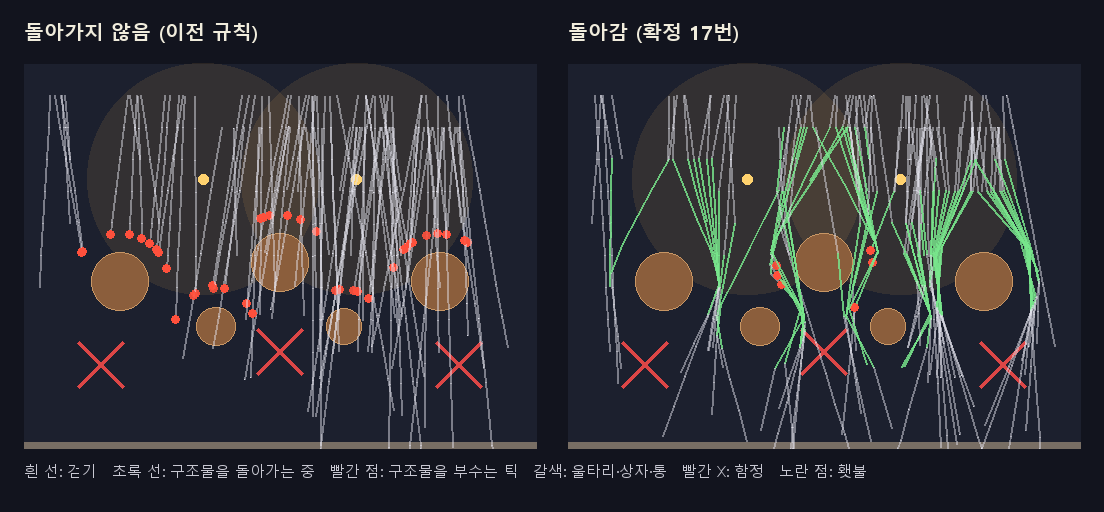 돌아가지 않음 (이전 규칙)
돌아감 (확정 17번)
흰 선: 걷기 초록 선: 구조물을 돌아가는 중 빨간 점: 구조물을 부수는 틱 갈색: 울타리·상자·통 빨간 X: 함정 노란 점: 횃불